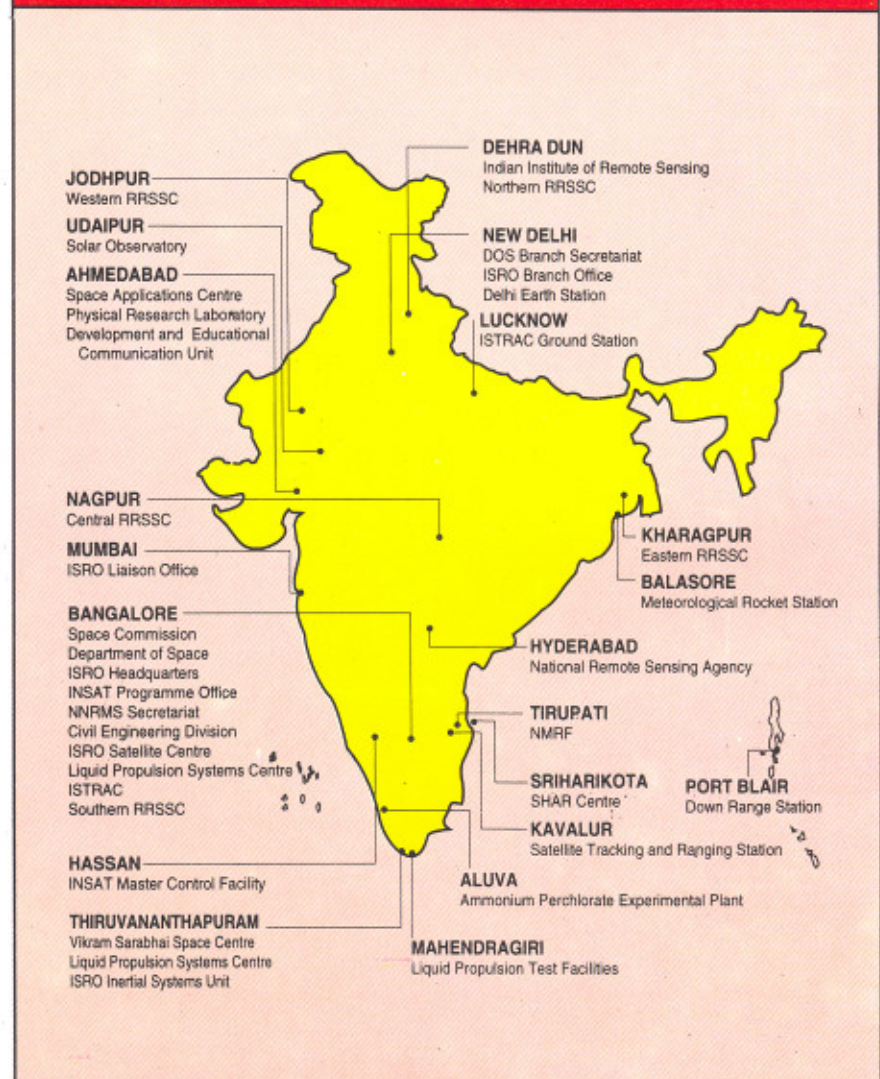 JODHPUR
Western RRSSC
UDAIPUR
Solar Observatory
AHMEDABAD
Space Applications Centre
Physical Research Laboratory
Development and Educational
Communication Unit
NAGPUR
Central RRSSC
MUMBAI
ISRO Liaison Office
BANGALORE
Space Commission
Department of Space
ISRO Headquarters
INSAT Programme Office
NNRMS Secretariat
Civil Engineering Division
ISRO Satellite Centre
Liquid Propulsion Systems Centre
ISTRAC
Southern RRSSC
HASSAN
INSAT Master Control Facility
THIRUVANANTHAPURAM
Vikram Sarabhai Space Centre
Liquid Propulsion Systems Centre
ISRO Inertial Systems Unit
DEHRA DUN
Indian Institute of Remote Sensing
Northern RRSSC
NEW DELHI
DOS Branch Secretariat
ISRO Branch Office
Delhi Earth Station
LUCKNOW
ISTRAC Ground Station
KHARAGPUR
Eastern RRSSC
BALASORE
Meteorological Rocket Station
HYDERABAD
National Remote Sensing Agency
TIRUPATI
NMRF
SRIHARIKOTA
SHAR Centre
PORT BLAIR
Down Range Station
KAVALUR
Satellite Tracking and Ranging Station
ALUVA
Ammonium Perchlorate Experimental Plant
MAHENDRAGIRI
Liquid Propulsion Test Facilities